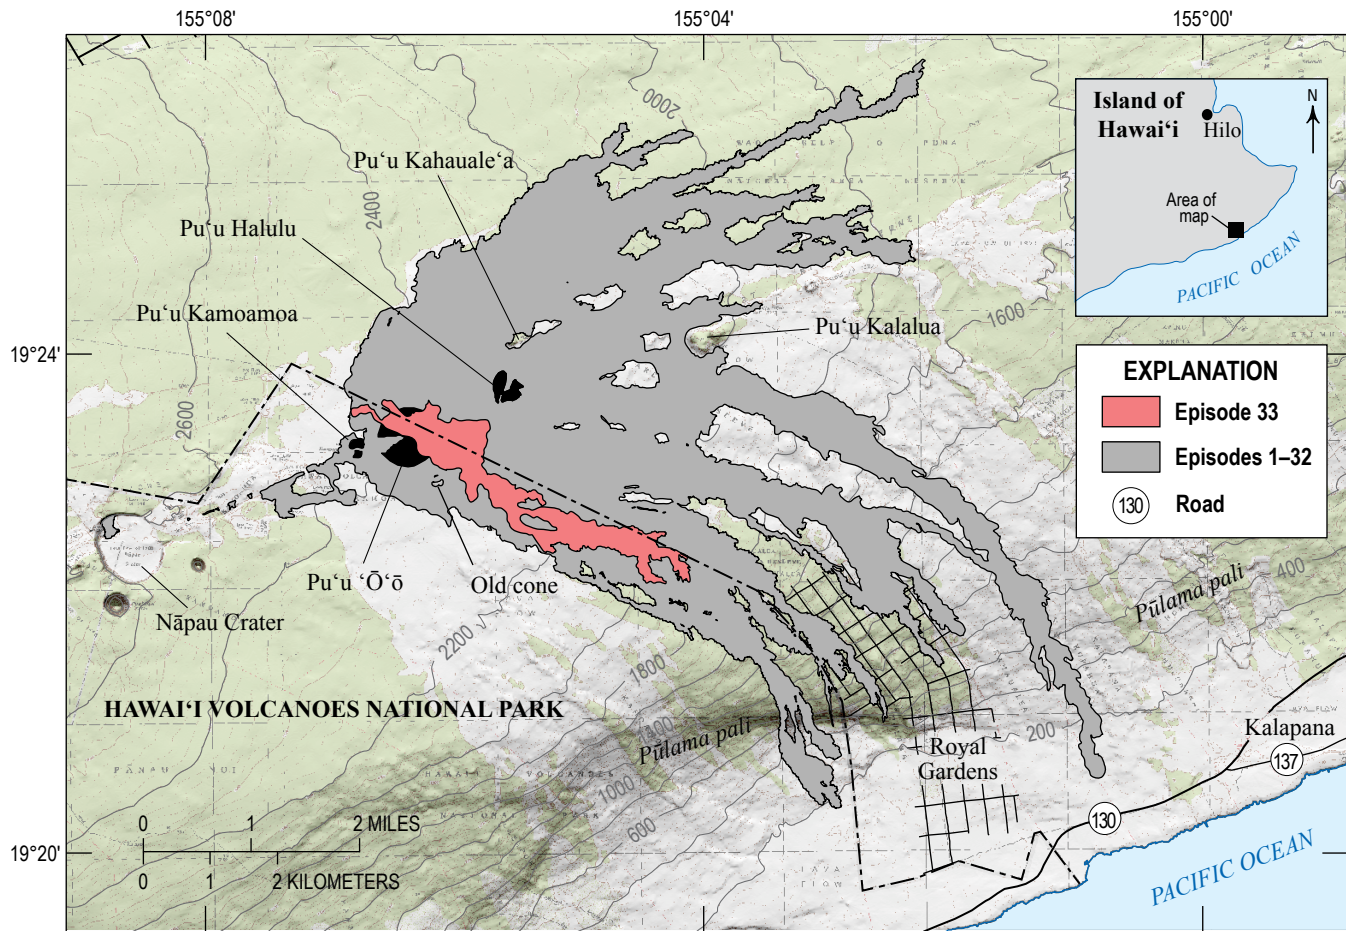 155°08'
155°04'
155°00'
2000
Island of
Hawai‘i
N
Hilo
Area of
map
PACIFIC OCEAN
Pu‘u Kahauale‘a
2400
Pu‘u Halulu
Pu‘u Kamoamoa
Pu‘u Kalalua
1600
19°24'
2600
EXPLANATION
Episode 33
Episodes 1–32
130
Road
Pu‘u ‘Ō‘ō
Old cone
Nāpau Crater
400
Pūlama pali
2200
1800
HAWAI‘I VOLCANOES NATIONAL PARK
1400
Pūlama pali
200
Royal
Gardens
Kalapana
137
1000
600
130
0 1 2 MILES
0 1 2 KILOMETERS
19°20'
PACIFIC OCEAN